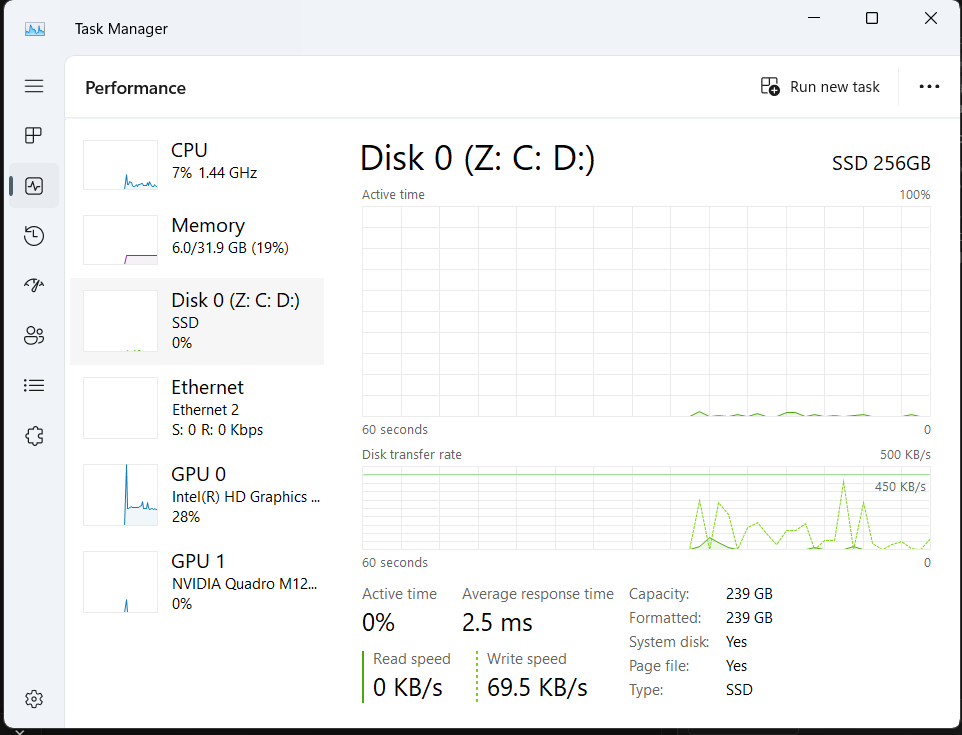 Task Manager
Performance
Run new task
CPU
7% 1.44 GHz
Memory
6.0/31.9 GB (19%)
Disk 0 (Z: C: D:)
SSD
0%
Ethernet
Ethernet 2
S: 0 R: 0 Kbps
GPU 0
Intel(R) HD Graphics ...
28%
GPU 1
NVIDIA Quadro M12...
0%
Disk 0 (Z: C: D:)
SSD 256GB
Active time
100%
60 seconds
0
Disk transfer rate
500 KB/s
450 KB/s
60 seconds
0
Active time
0%
Average response time
2.5 ms
Read speed
0 KB/s
Write speed
69.5 KB/s
Capacity: 239 GB
Formatted: 239 GB
System disk: Yes
Page file: Yes
Type: SSD